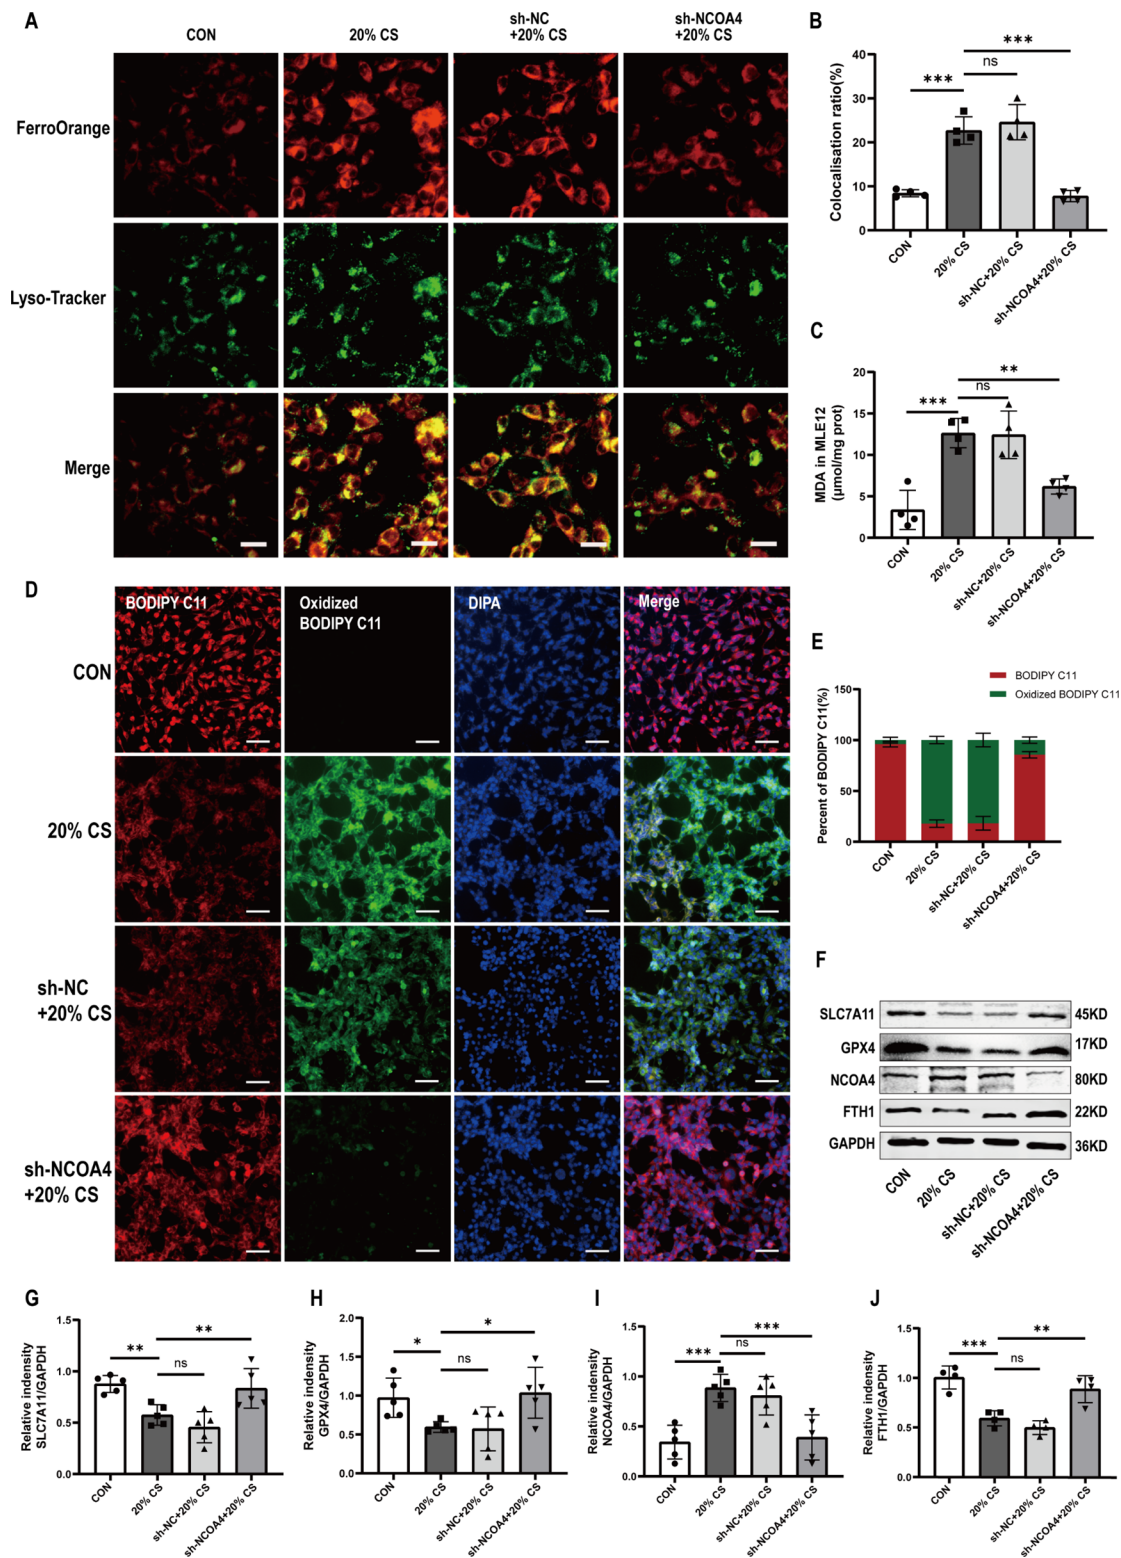 A
CON
20% CS
sh-NC
+20% CS
sh-NCOA4
+20% CS
FerroOrange
Lyso-Tracker
Merge
B
Colocalisation ratio(%)
40
30
20
10
0
***
ns
***
CON
20% CS
sh-NC+20% CS
sh-NCOA4+20% CS
C
MDA in MLE12
(μmol/mg prot)
20
15
10
5
0
**
ns
***
CON
20% CS
sh-NC+20% CS
sh-NCOA4+20% CS
D
BODIPY C11
Oxidized
BODIPY C11
DIPA
Merge
CON
20% CS
sh-NC
+20% CS
sh-NCOA4
+20% CS
E
BODIPY C11
Oxidized BODIPY C11
Percent of BODIPY C11(%)
150
100
50
0
CON
20% CS
sh-NC+20% CS
sh-NCOA4+20% CS
F
SLC7A11
45KD
GPX4
17KD
NCOA4
80KD
FTH1
22KD
GAPDH
36KD
CON
20% CS
sh-NC+20% CS
sh-NCOA4+20% CS
G
Relative indensity
SLC7A11/GAPDH
1.5
1.0
0.5
0.0
**
**
ns
CON
20% CS
sh-NC+20% CS
sh-NCOA4+20% CS
H
Relative indensity
GPX4/GAPDH
2.0
1.5
1.0
0.5
0.0
*
*
ns
CON
20% CS
sh-NC+20% CS
sh-NCOA4+20% CS
I
Relative indensity
NCOA4/GAPDH
1.5
1.0
0.5
0.0
***
ns
***
CON
20% CS
sh-NC+20% CS
sh-NCOA4+20% CS
J
Relative indensity
FTH1/GAPDH
1.5
1.0
0.5
0.0
***
**
ns
CON
20% CS
sh-NC+20% CS
sh-NCOA4+20% CS